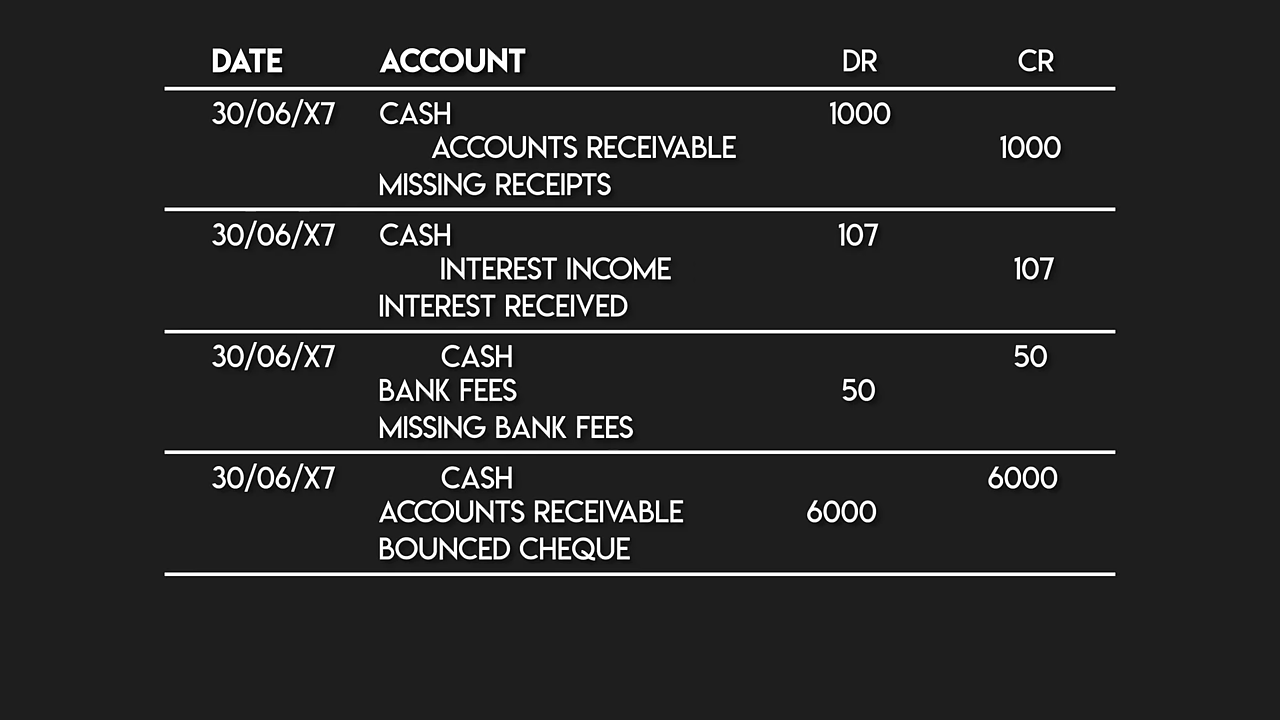 DATE ACCOUNT DR CR
30/06/X7 CASH 1000
ACCOUNTS RECEIVABLE 1000
MISSING RECEIPTS
30/06/X7 CASH 107
INTEREST INCOME 107
INTEREST RECEIVED
30/06/X7 CASH 50
BANK FEES 50
MISSING BANK FEES
30/06/X7 CASH 6000
ACCOUNTS RECEIVABLE 6000
BOUNCED CHEQUE